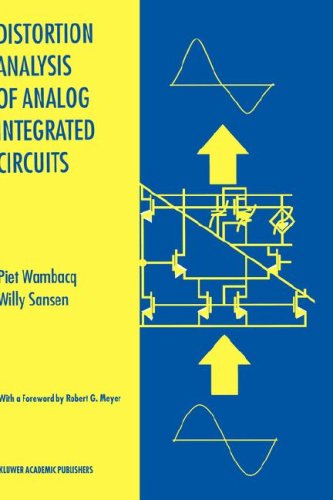 DISTORTION
ANALYSIS
OF ANALOG
INTEGRATED
CIRCUITS
Piet Wambacq
Willy Sansen
With a Foreword by Robert G. Meyer
KLUWER ACADEMIC PUBLISHERS